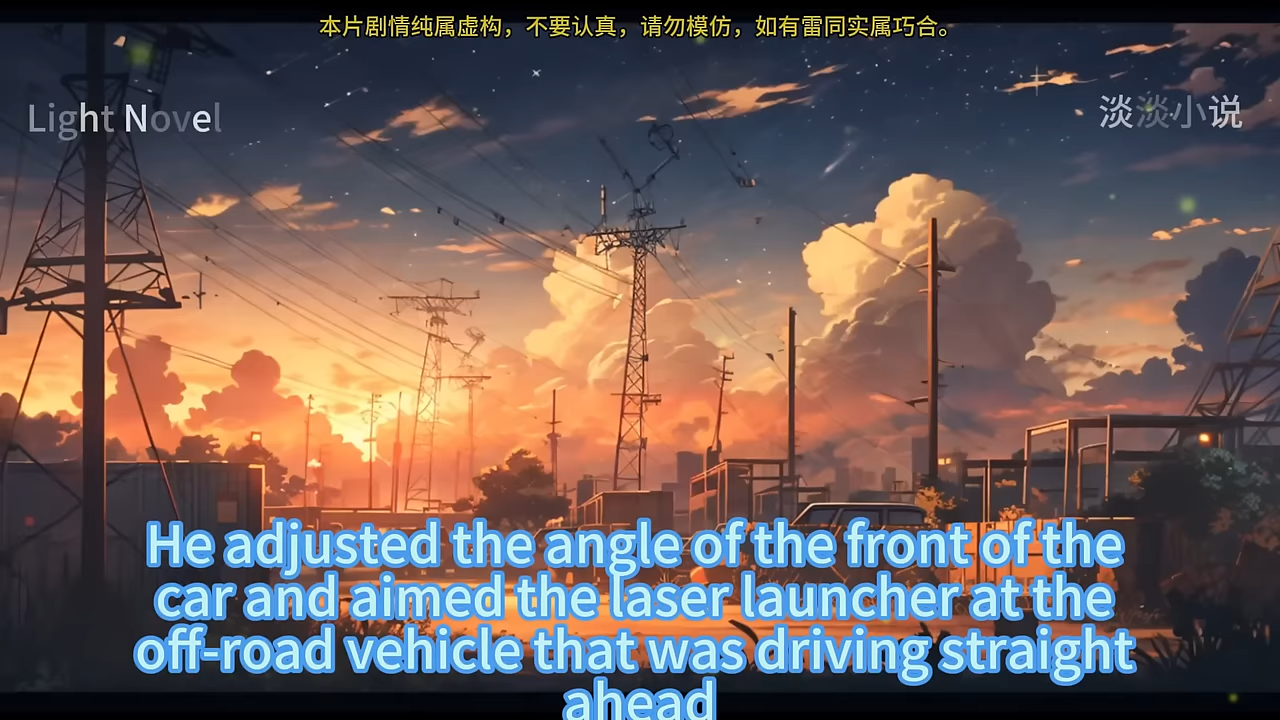 本片剧情纯属虚构，不要认真，请勿模仿，如有雷同实属巧合。
Light Novel
淡淡小说
He adjusted the angle of the front of the
car and aimed the laser launcher at the
off-road vehicle that was driving straight
ahead